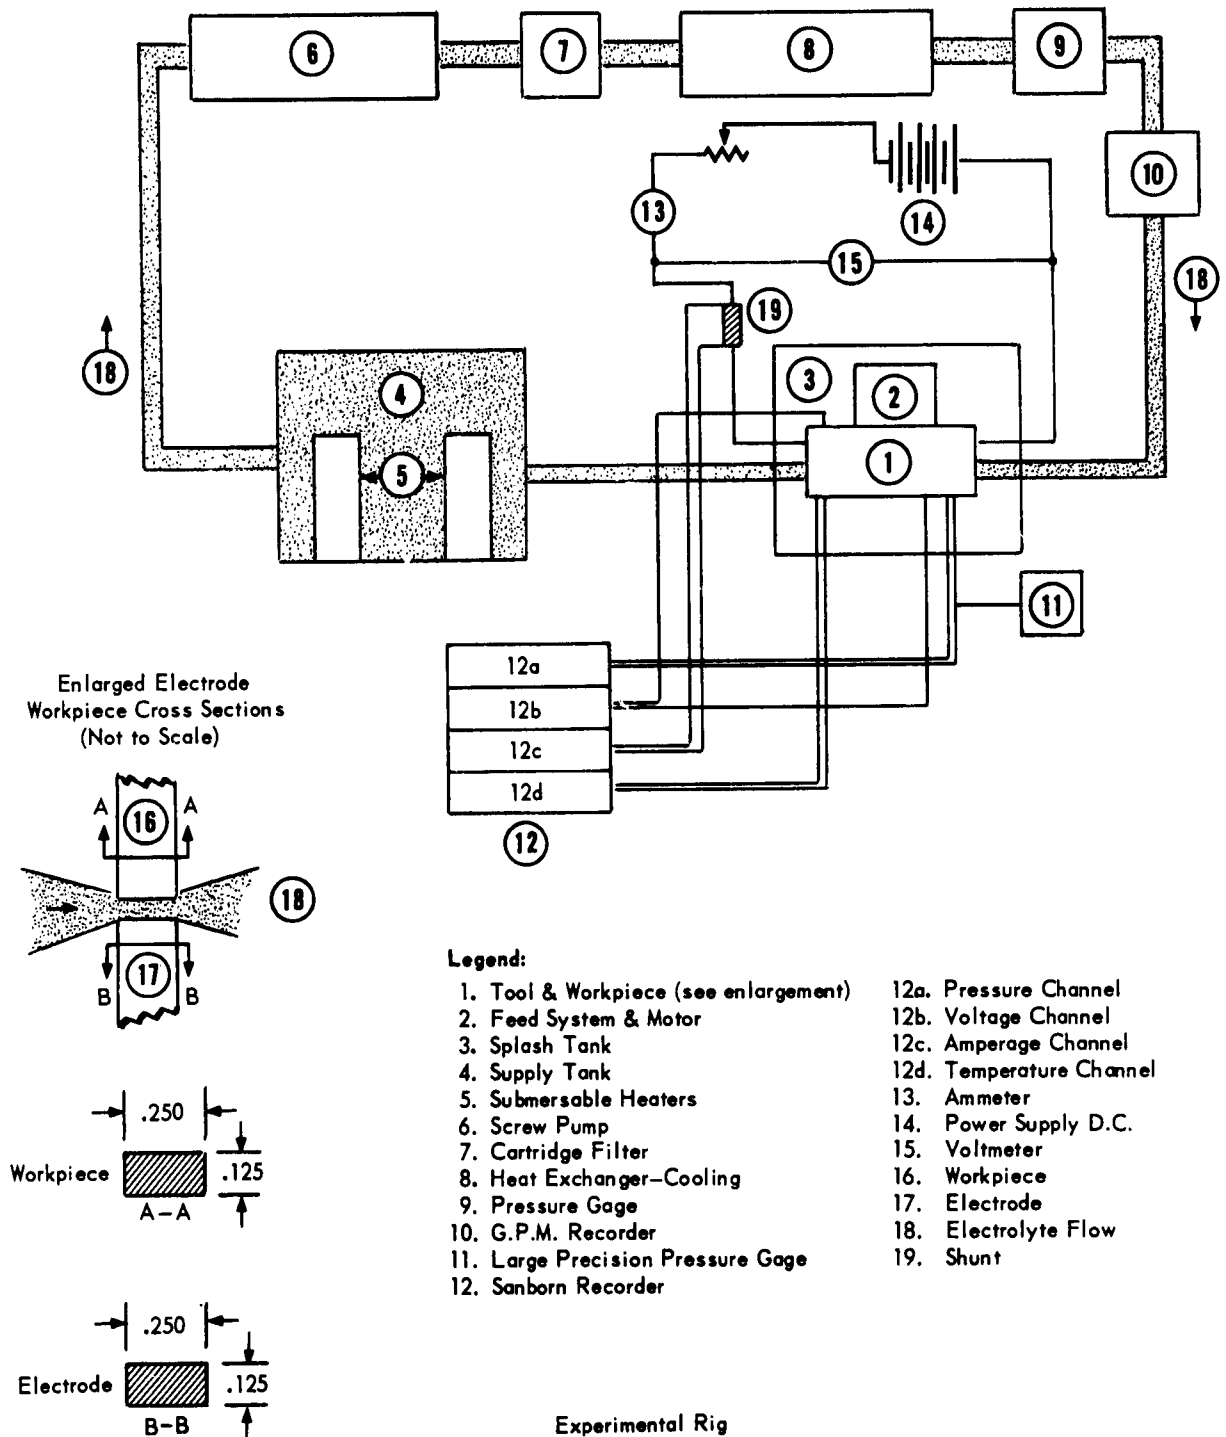 6
7
8
9
10
13
14
15
18
19
18
3
2
4
5
1
11
12a
12b
12c
12d
12
Enlarged Electrode
Workpiece Cross Sections
(Not to Scale)
A 16 A
18
17
B B
.250
Workpiece .125
A-A
.250
Electrode .125
B-B
Legend:
1. Tool & Workpiece (see enlargement)
2. Feed System & Motor
3. Splash Tank
4. Supply Tank
5. Submersable Heaters
6. Screw Pump
7. Cartridge Filter
8. Heat Exchanger–Cooling
9. Pressure Gage
10. G.P.M. Recorder
11. Large Precision Pressure Gage
12. Sanborn Recorder
12a. Pressure Channel
12b. Voltage Channel
12c. Amperage Channel
12d. Temperature Channel
13. Ammeter
14. Power Supply D.C.
15. Voltmeter
16. Workpiece
17. Electrode
18. Electrolyte Flow
19. Shunt
Experimental Rig